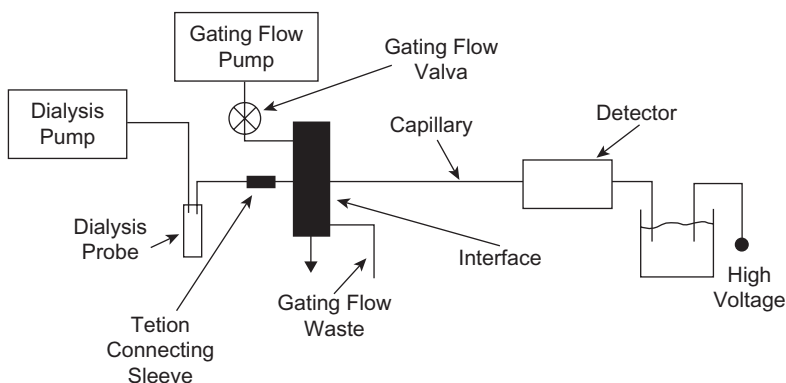 Gating Flow
Pump
Gating Flow
Valva
Dialysis
Pump
Capillary
Detector
Dialysis
Probe
Interface
High
Voltage
Gating Flow
Waste
Tetion
Connecting
Sleeve